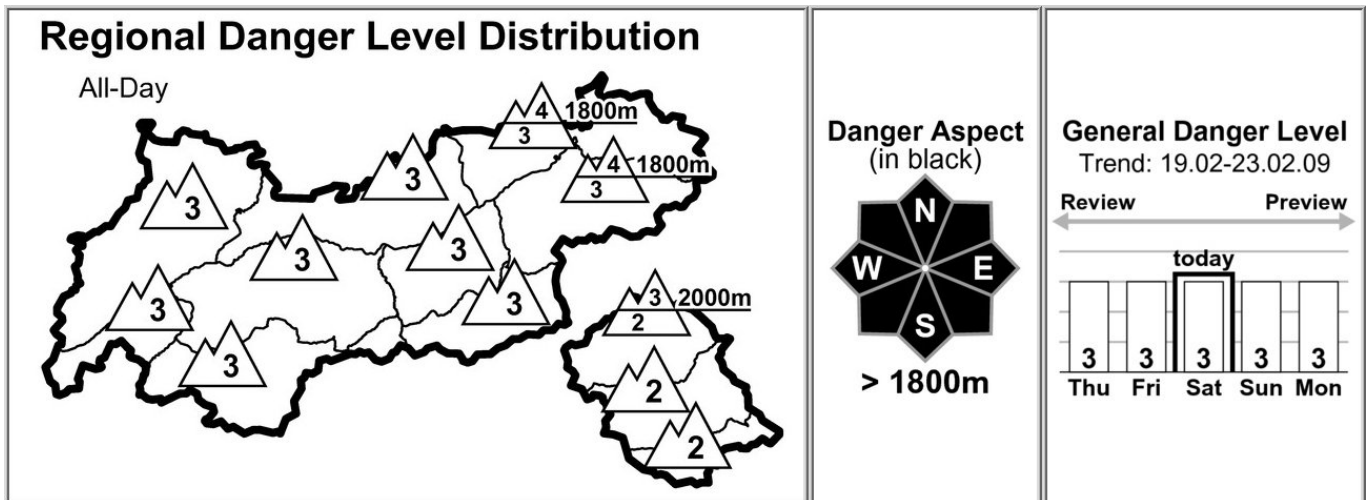 Regional Danger Level Distribution
All-Day
4 1800m
3
4 1800m
3
3
3
3
3
3
3
3
3 2000m
2
2
2
Danger Aspect
(in black)
N
W E
S
> 1800m
General Danger Level
Trend: 19.02-23.02.09
Review Preview
today
3 3 3 3 3
Thu Fri Sat Sun Mon